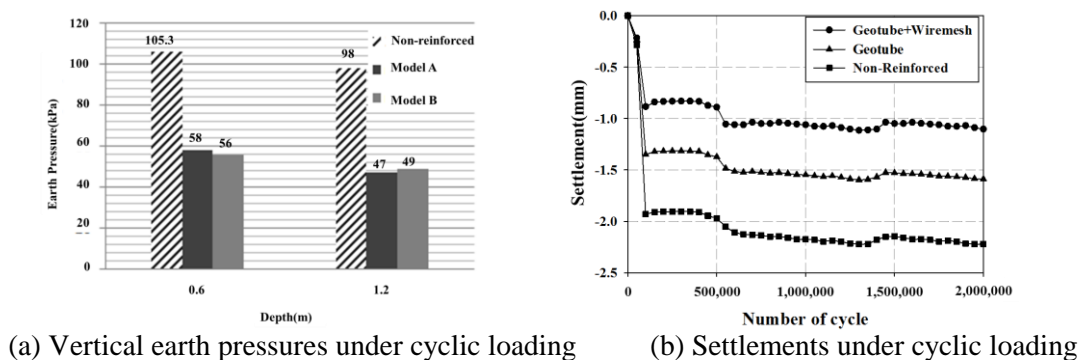 120
100
80
60
40
20
0
Earth Pressure(kPa)
105.3
58
56
98
47
49
Non-reinforced
Model A
Model B
0.6
1.2
Depth(m)
(a) Vertical earth pressures under cyclic loading
0.0
-0.5
-1.0
-1.5
-2.0
-2.5
Settlement(mm)
Geotube+Wiremesh
Geotube
Non-Reinforced
0
500,000
1,000,000
1,500,000
2,000,000
Number of cycle
(b) Settlements under cyclic loading